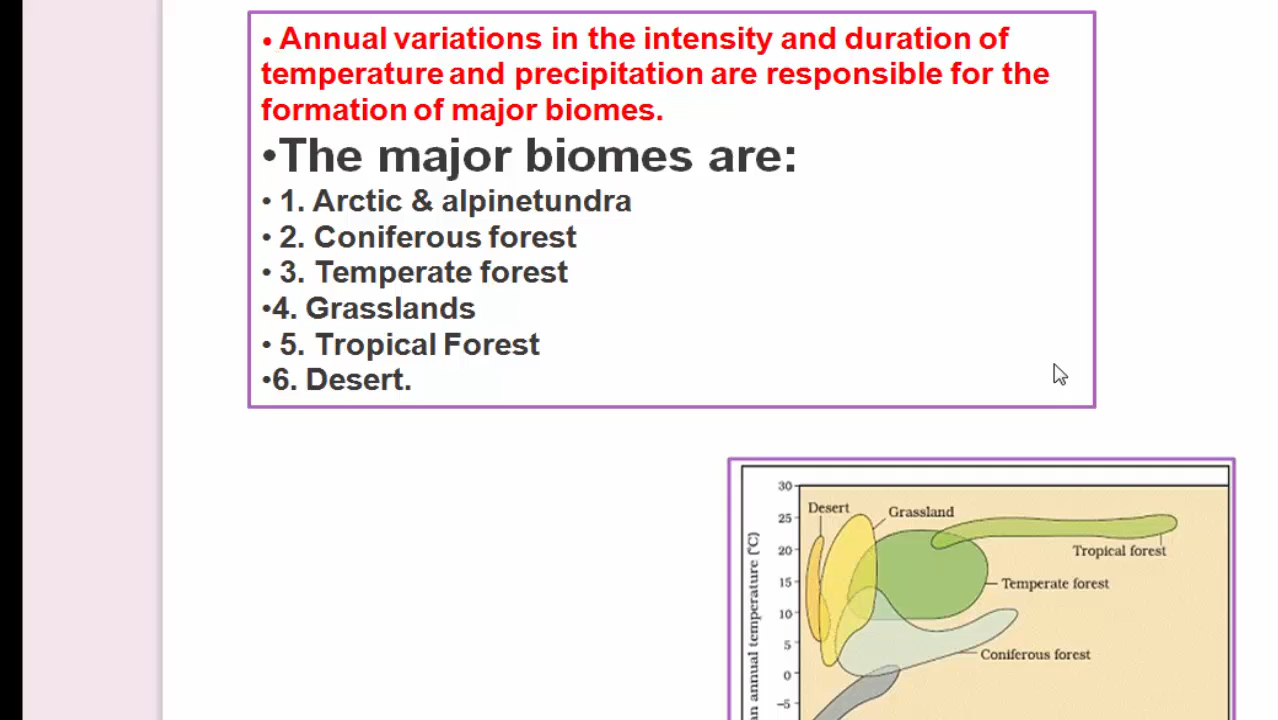 • Annual variations in the intensity and duration of
temperature and precipitation are responsible for the
formation of major biomes.
•The major biomes are:
• 1. Arctic & alpinetundra
• 2. Coniferous forest
• 3. Temperate forest
•4. Grasslands
• 5. Tropical Forest
•6. Desert.
30
Desert
Grassland
25
20
Tropical forest
15
Temperate forest
10
5
Coniferous forest
0
-5
annual temperature (°C)